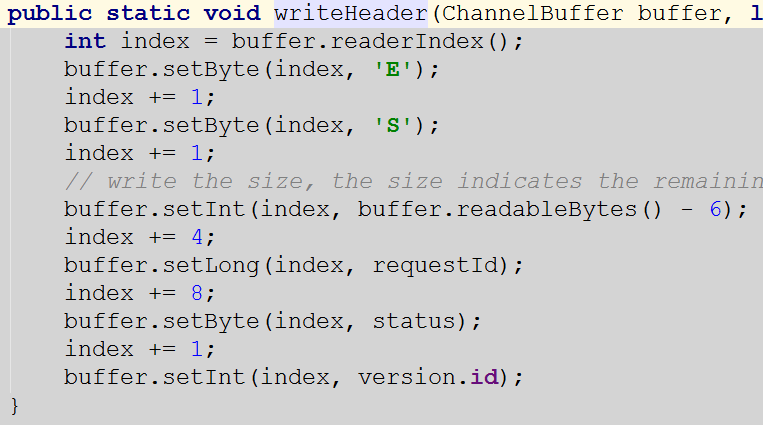 public static void writeHeader(ChannelBuffer buffer, l
    int index = buffer.readerIndex();
    buffer.setByte(index, 'E');
    index += 1;
    buffer.setByte(index, 'S');
    index += 1;
    // write the size, the size indicates the remainin
    buffer.setInt(index, buffer.readableBytes() - 6);
    index += 4;
    buffer.setLong(index, requestId);
    index += 8;
    buffer.setByte(index, status);
    index += 1;
    buffer.setInt(index, version.id);
}